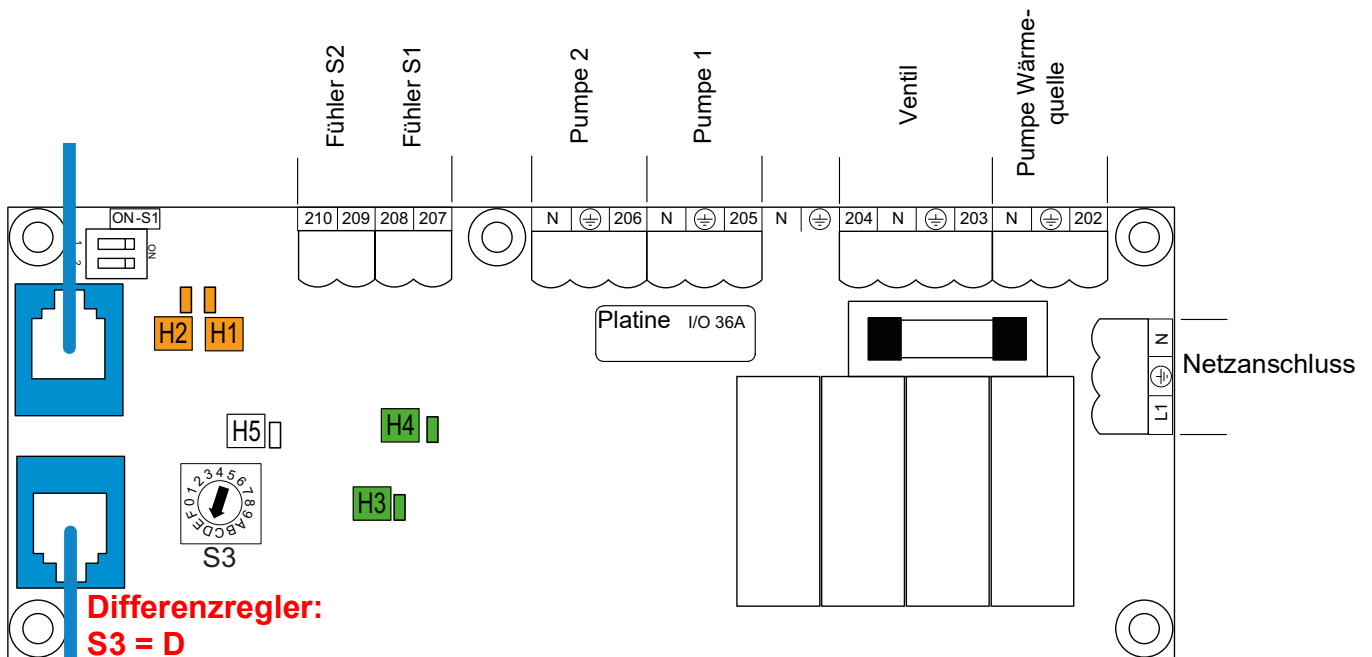 Fühler S2
Fühler S1
Pumpe 2
Pumpe 1
Ventil
Pumpe Wärme-
quelle
ON-S1
210 209 208 207
N 206 N 205 N 204 N 203 N 202
1
2
ON
H2 H1
Platine I/O 36A
N
L1
Netzanschluss
H5
H4
H3
0123456789ABCDEF
S3
Differenzregler:
S3 = D